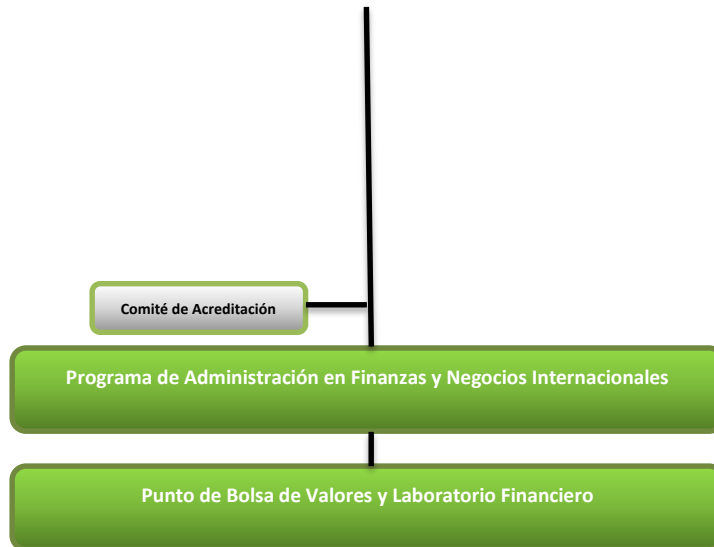 Comité de Acreditación
Programa de Administración en Finanzas y Negocios Internacionales
Punto de Bolsa de Valores y Laboratorio Financiero